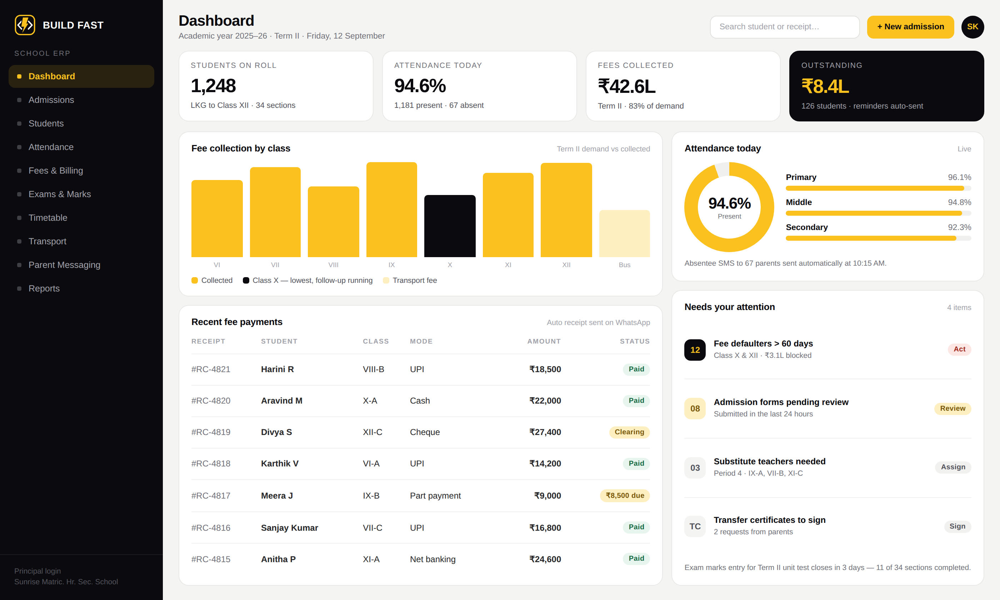 BUILD FAST
SCHOOL ERP
Dashboard
Admissions
Students
Attendance
Fees & Billing
Exams & Marks
Timetable
Transport
Parent Messaging
Reports
Principal login
Sunrise Matric. Hr. Sec. School
Dashboard
Academic year 2025–26 · Term II · Friday, 12 September
Search student or receipt…
+ New admission
SK
STUDENTS ON ROLL
1,248
LKG to Class XII · 34 sections
ATTENDANCE TODAY
94.6%
1,181 present · 67 absent
FEES COLLECTED
₹42.6L
Term II · 83% of demand
OUTSTANDING
₹8.4L
126 students · reminders auto-sent
Fee collection by class
Term II demand vs collected
VI VII VIII IX X XI XII Bus
Collected Class X — lowest, follow-up running Transport fee
Attendance today
Live
94.6%
Present
Primary 96.1%
Middle 94.8%
Secondary 92.3%
Absentee SMS to 67 parents sent automatically at 10:15 AM.
Recent fee payments
Auto receipt sent on WhatsApp
RECEIPT STUDENT CLASS MODE AMOUNT STATUS
#RC-4821 Harini R VIII-B UPI ₹18,500 Paid
#RC-4820 Aravind M X-A Cash ₹22,000 Paid
#RC-4819 Divya S XII-C Cheque ₹27,400 Clearing
#RC-4818 Karthik V VI-A UPI ₹14,200 Paid
#RC-4817 Meera J IX-B Part payment ₹9,000 ₹8,500 due
#RC-4816 Sanjay Kumar VII-C UPI ₹16,800 Paid
#RC-4815 Anitha P XI-A Net banking ₹24,600 Paid
Needs your attention
4 items
12 Fee defaulters > 60 days Act
Class X & XII · ₹3.1L blocked
08 Admission forms pending review Review
Submitted in the last 24 hours
03 Substitute teachers needed Assign
Period 4 · IX-A, VII-B, XI-C
TC Transfer certificates to sign Sign
2 requests from parents
Exam marks entry for Term II unit test closes in 3 days — 11 of 34 sections completed.